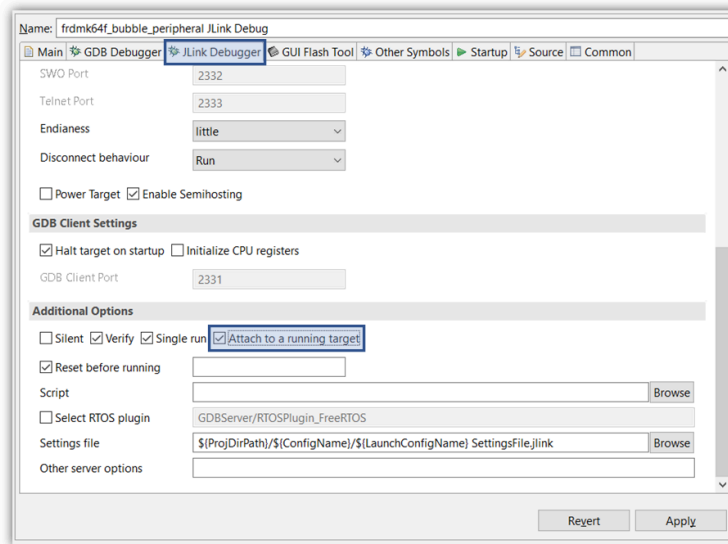 Name: frdmk64f_bubble_peripheral JLink Debug
Main GDB Debugger JLink Debugger GUI Flash Tool Other Symbols Startup Source Common
SWO Port 2332
Telnet Port 2333
Endianess little
Disconnect behaviour Run
Power Target Enable Semihosting
GDB Client Settings
Halt target on startup Initialize CPU registers
GDB Client Port 2331
Additional Options
Silent Verify Single run Attach to a running target
Reset before running
Script Browse
Select RTOS plugin GDBServer/RTOSPlugin_FreeRTOS
Settings file ${ProjDirPath}/${ConfigName}/${LaunchConfigName} SettingsFile.jlink Browse
Other server options
Revert Apply